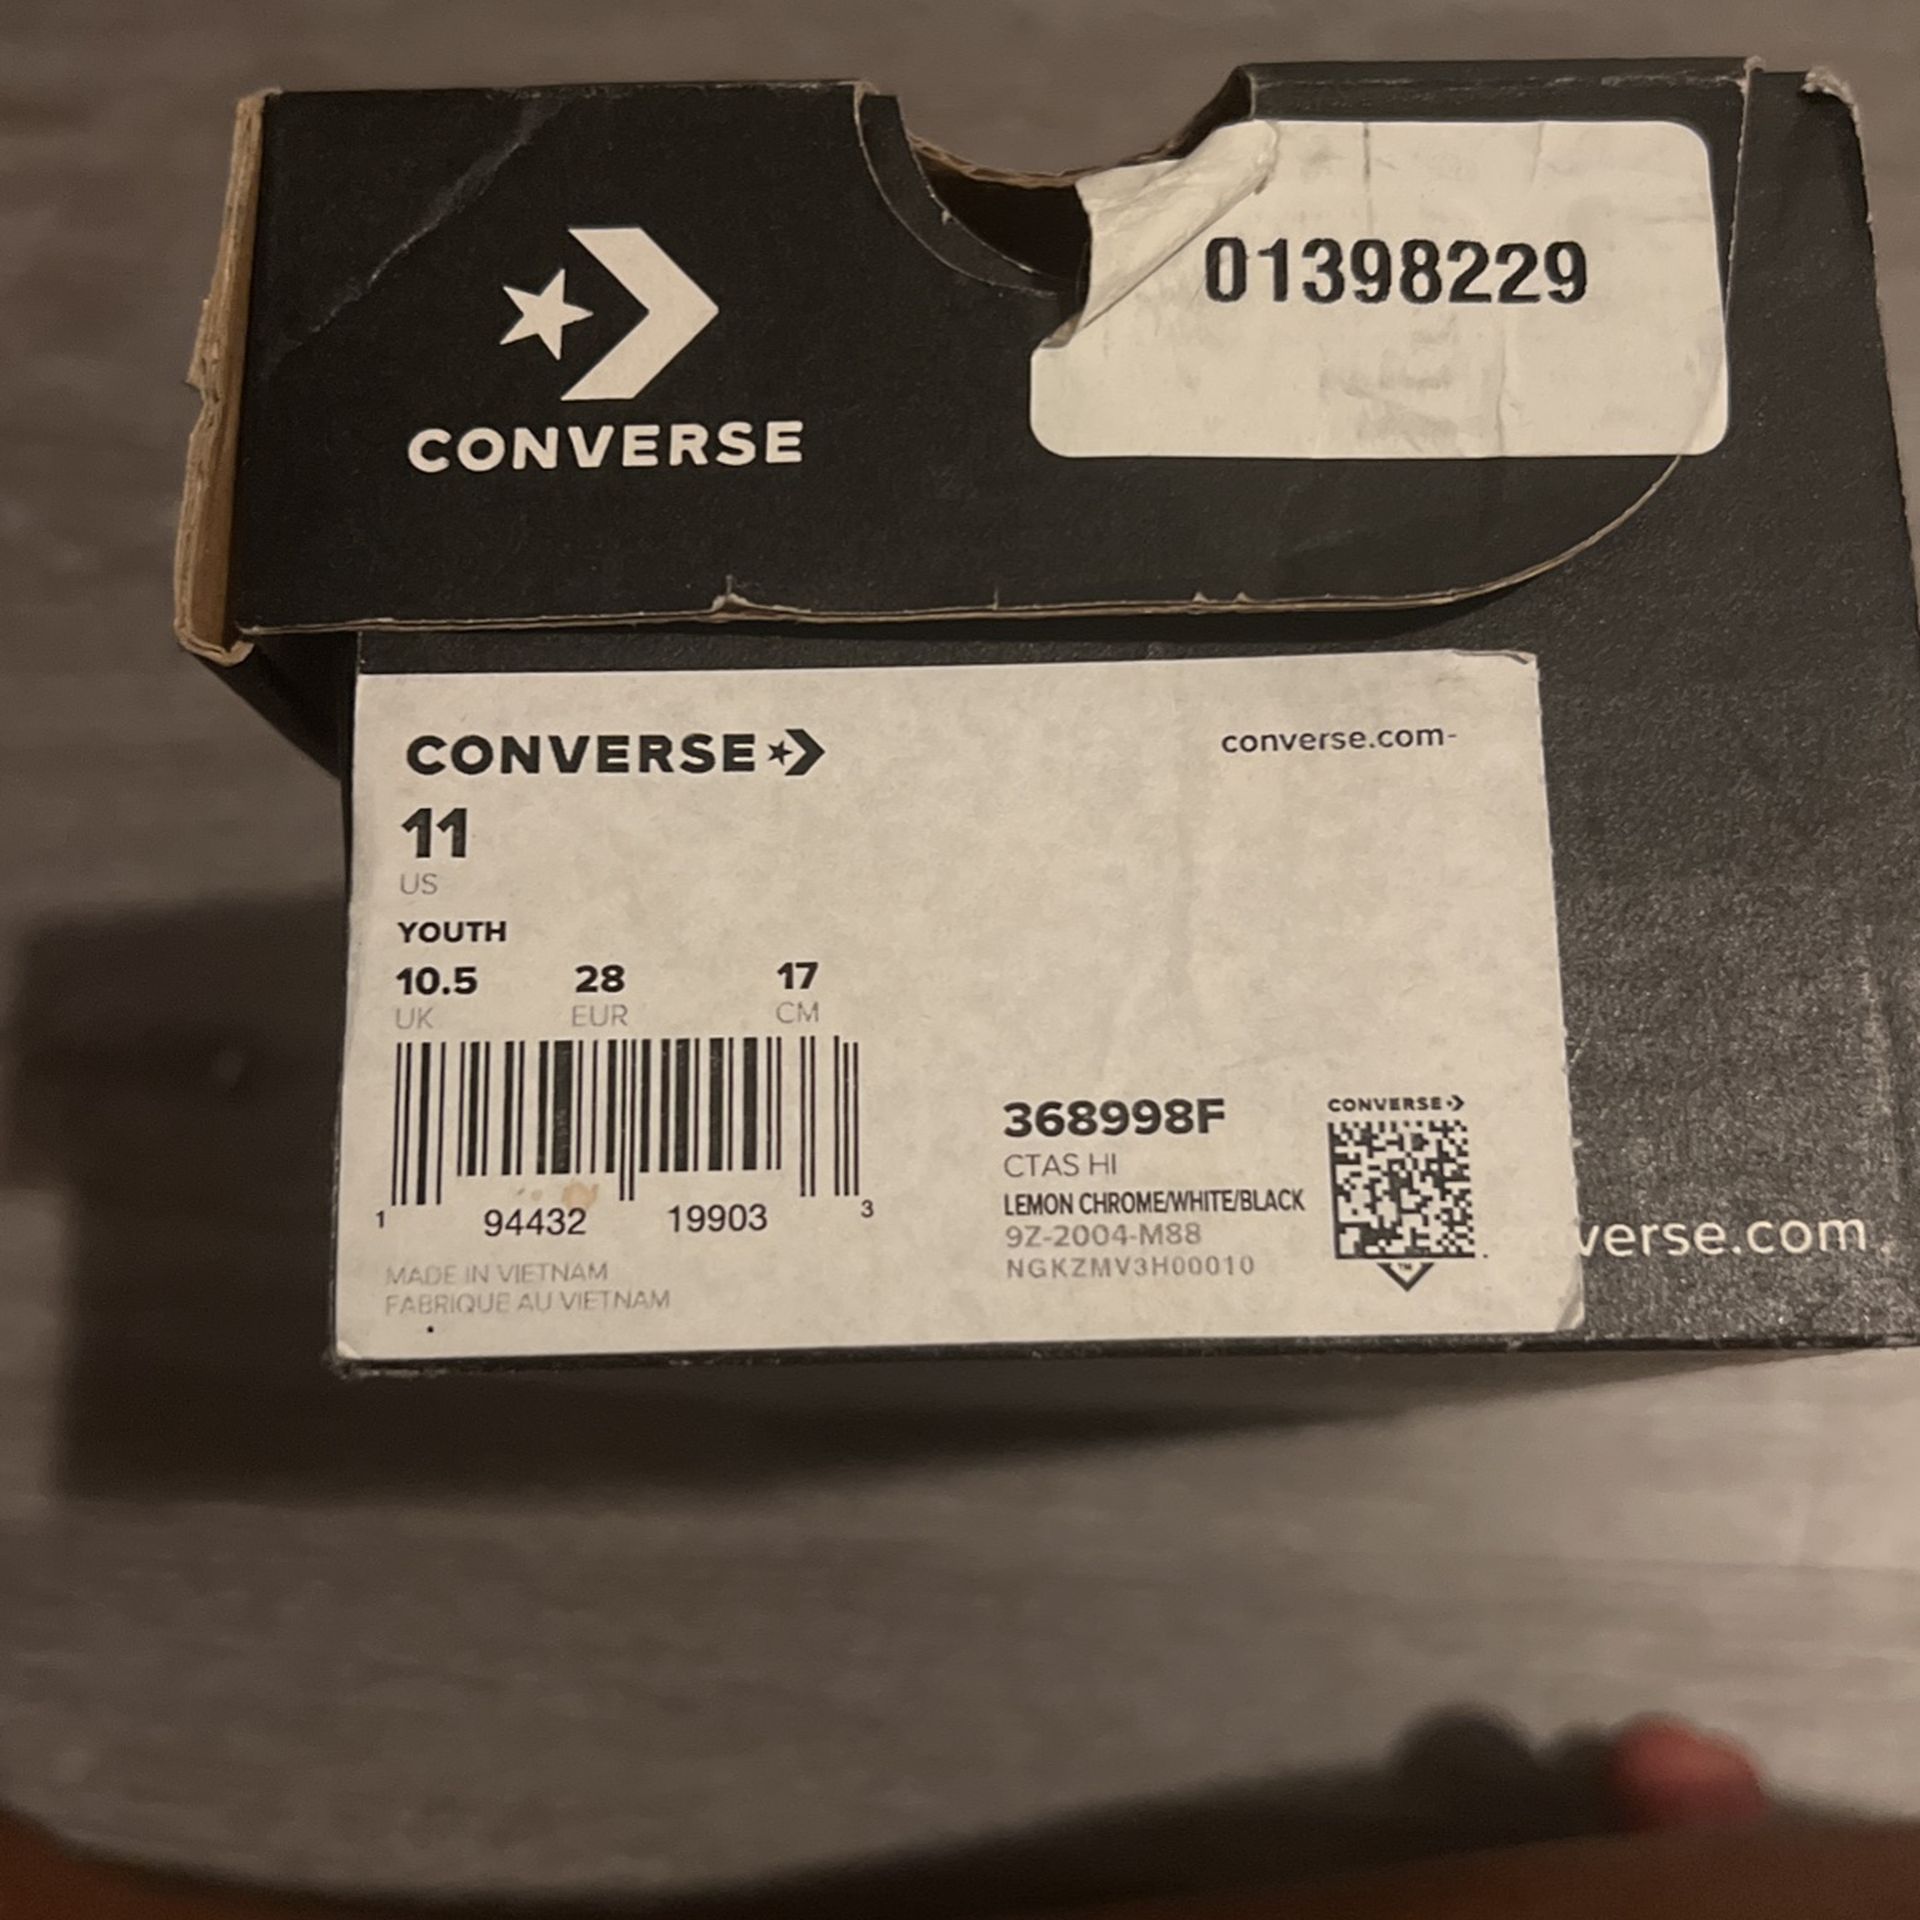 CONVERSE
01398229
CONVERSE
converse.com-
11
US
YOUTH
10.5 28 17
UK EUR CM
1 94432 19903 3
MADE IN VIETNAM
FABRIQUE AU VIETNAM
368998F
CTAS HI
LEMON CHROME/WHITE/BLACK
9Z-2004-M88
NGKZMV3H00010
CONVERSE
TM
verse.com